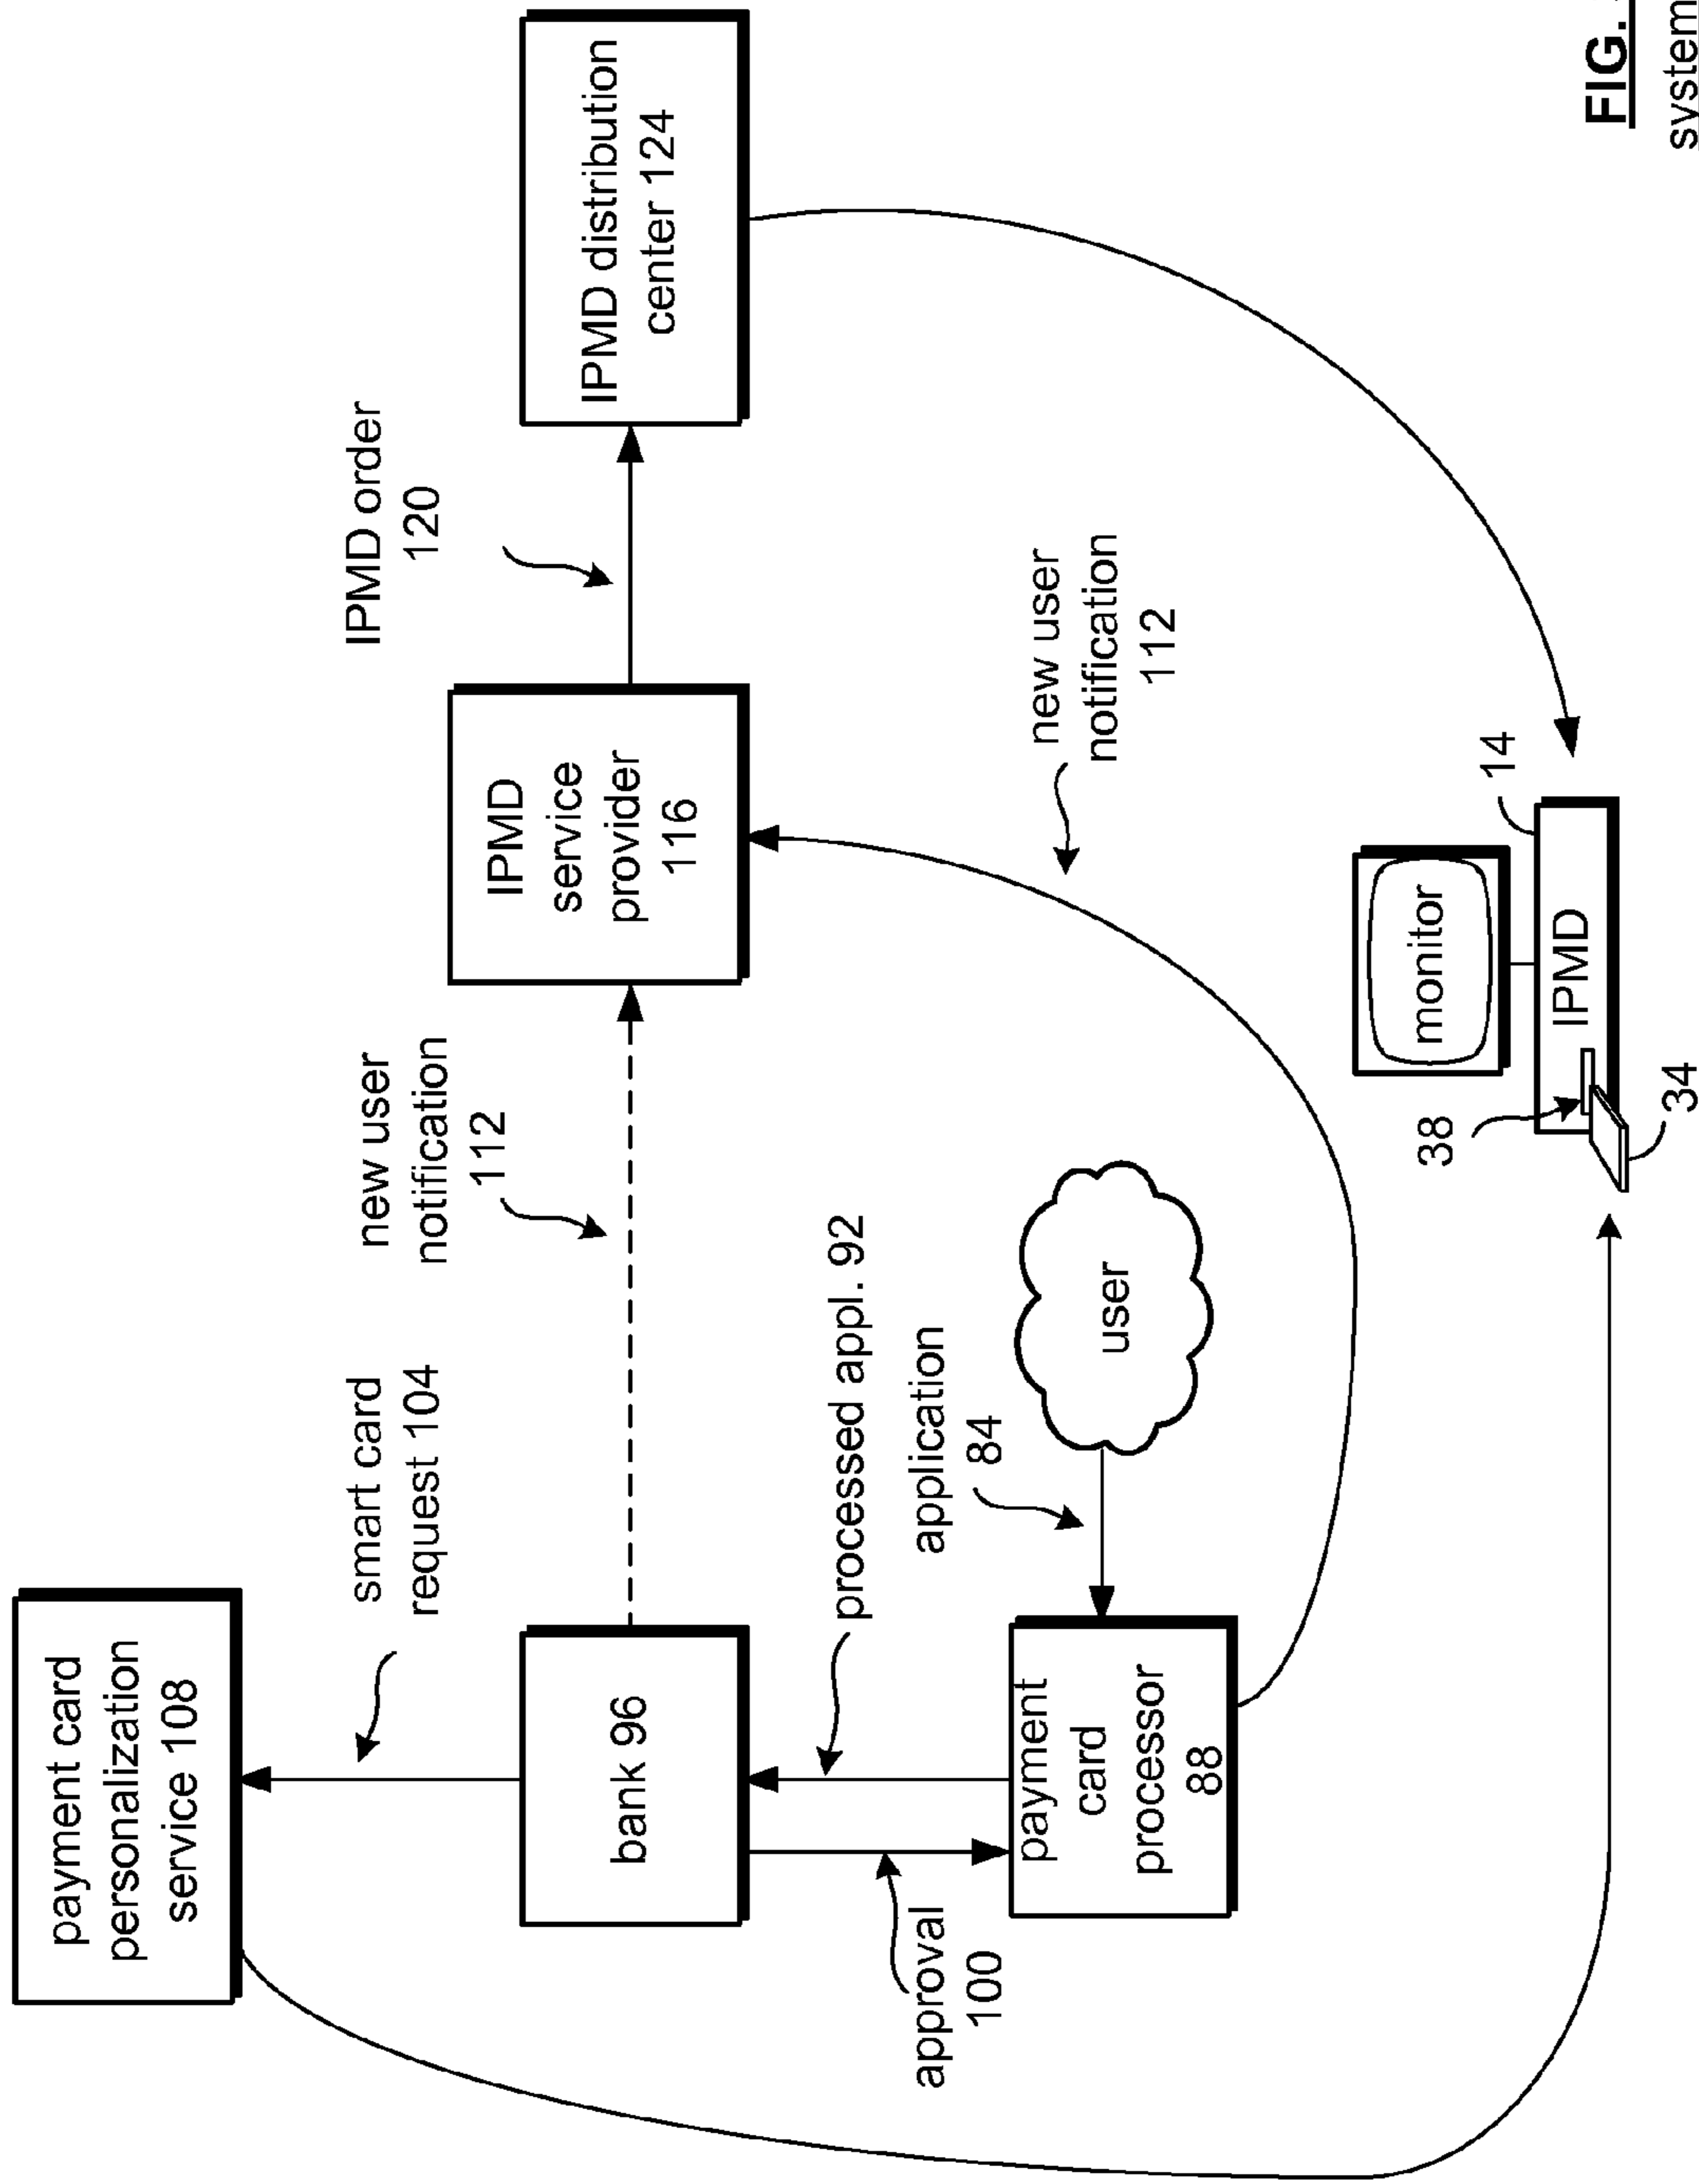 payment card
personalization
service 108
smart card
request 104
new user
notification
112
IPMD order
120
bank 96
IPMD
service
provider
116
IPMD distribution
center 124
approval
100
processed appl. 92
application
84
new user
notification
112
payment
card
processor
88
user
monitor
14
38
IPMD
34
FIG.
system